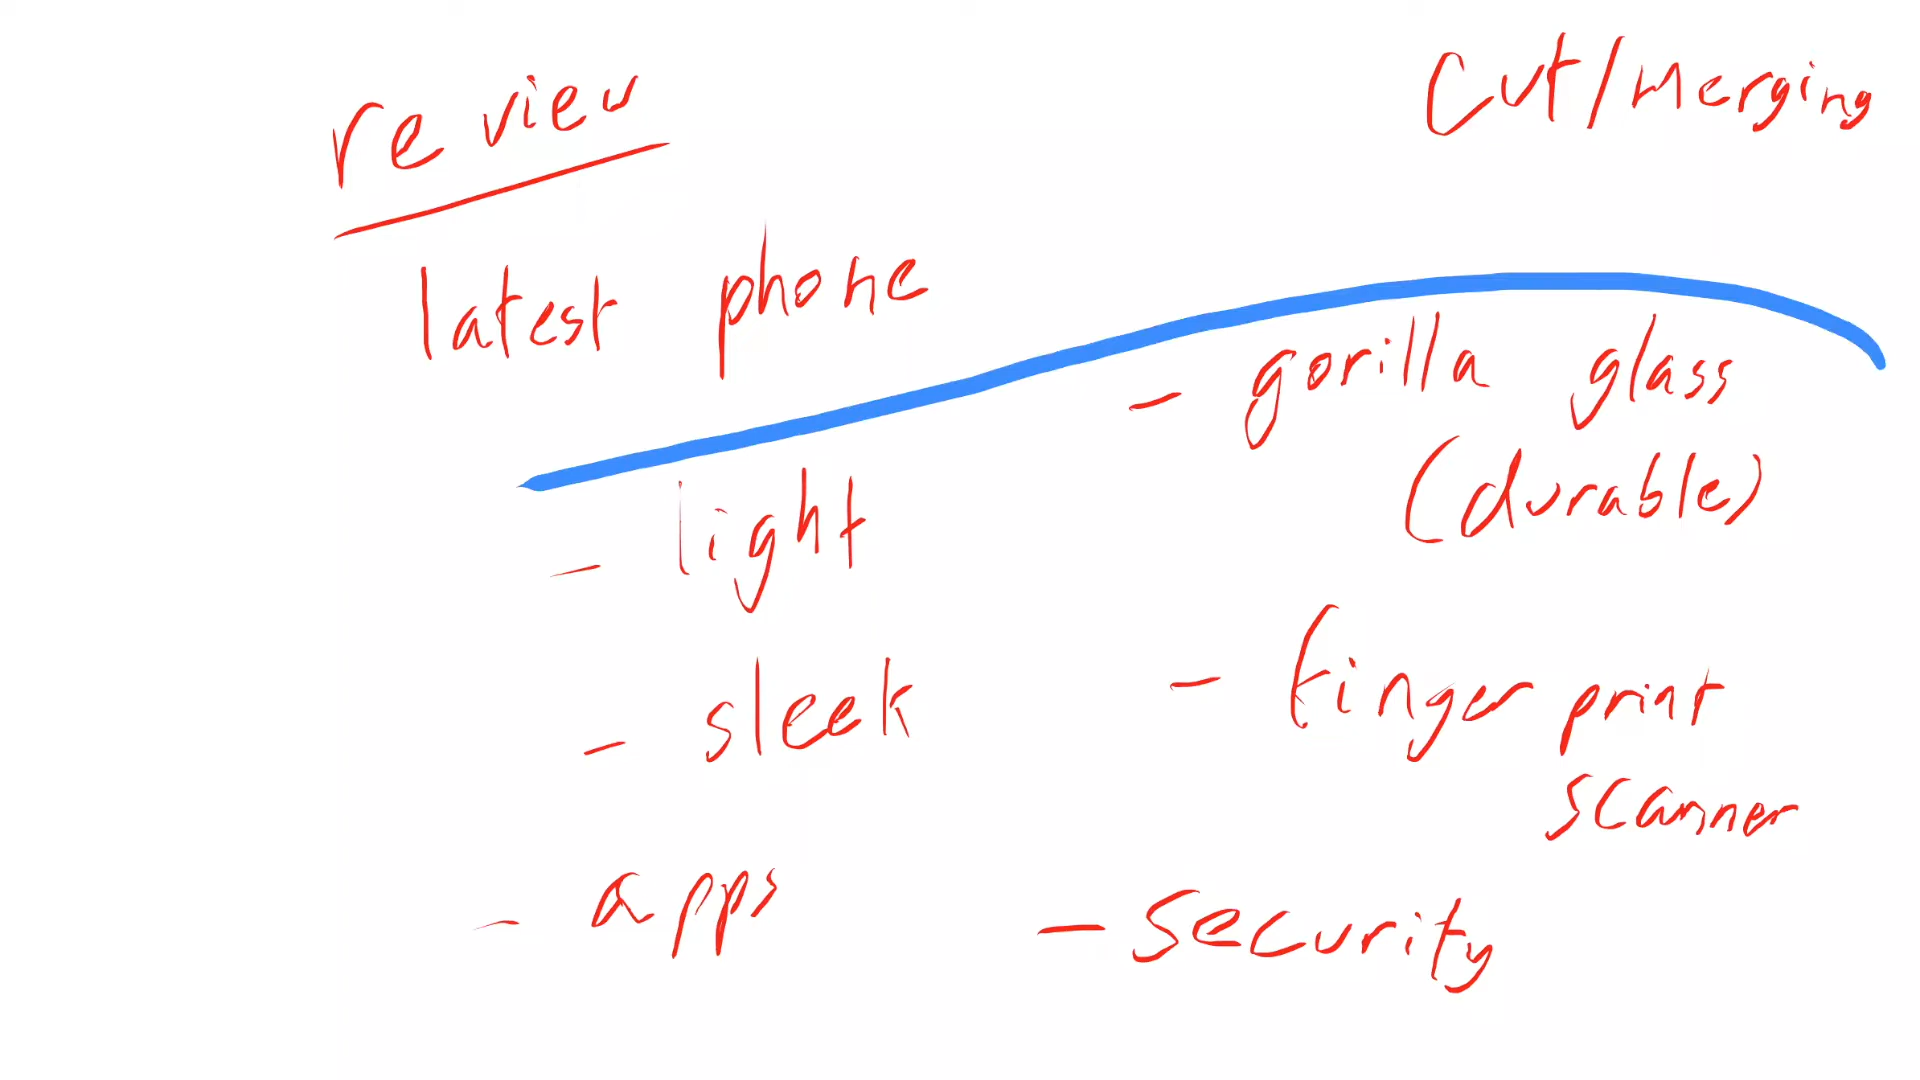 review
Cut/Merging
latest phone
- light
- sleek
- apps
- gorilla glass
(durable)
- finger print
scanner
- security